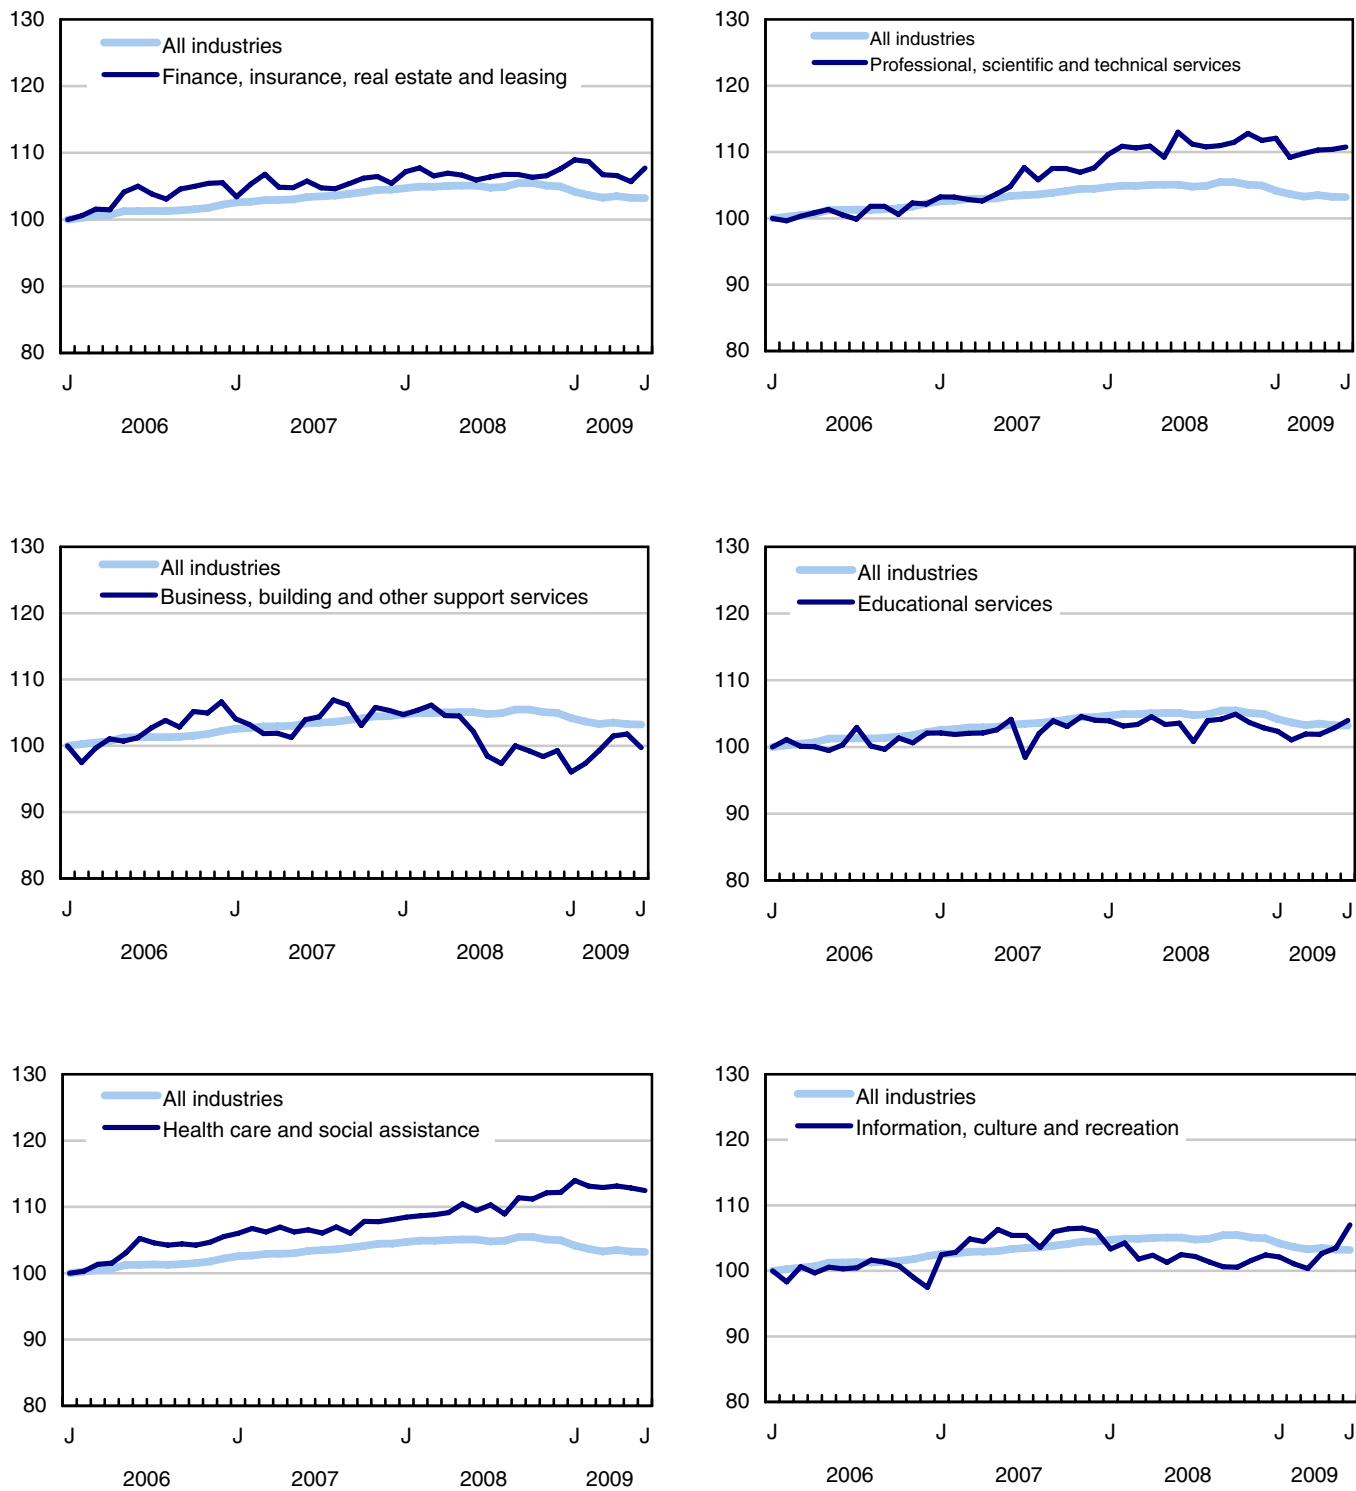 130
All industries
Finance, insurance, real estate and leasing
120
110
100
90
80
J J J J J
2006 2007 2008 2009
130
All industries
Professional, scientific and technical services
120
110
100
90
80
J J J J J
2006 2007 2008 2009
130
All industries
Business, building and other support services
120
110
100
90
80
J J J J J
2006 2007 2008 2009
130
All industries
Educational services
120
110
100
90
80
J J J J J
2006 2007 2008 2009
130
All industries
Health care and social assistance
120
110
100
90
80
J J J J J
2006 2007 2008 2009
130
All industries
Information, culture and recreation
120
110
100
90
80
J J J J J
2006 2007 2008 2009